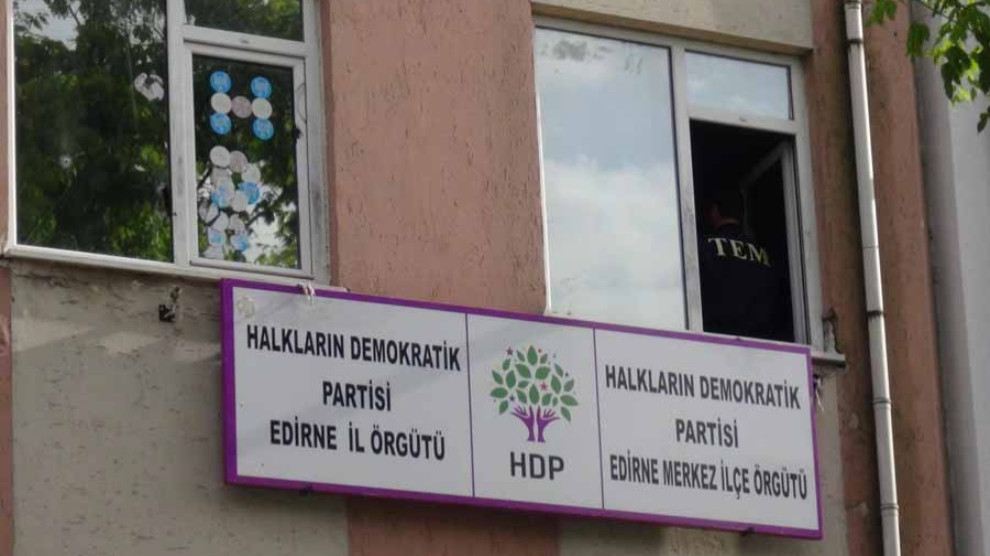 TEM
HALKLARIN DEMOKRATİK
PARTİSİ
EDİRNE İL ÖRGÜTÜ
HDP
HALKLARIN DEMOKRATİK
PARTİSİ
EDİRNE MERKEZ İLÇE ÖRGÜTÜ